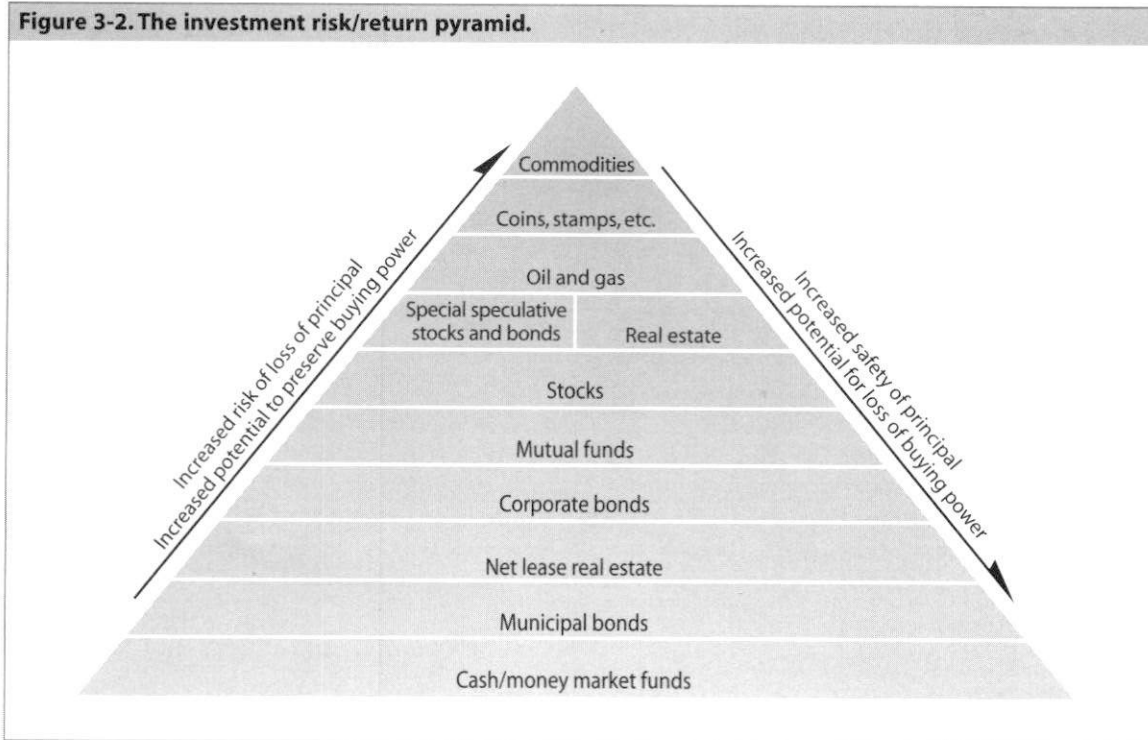 Figure 3-2. The investment risk/return pyramid.
Commodities
Coins, stamps, etc.
Oil and gas
Special speculative
stocks and bonds
Real estate
Stocks
Mutual funds
Corporate bonds
Net lease real estate
Municipal bonds
Cash/money market funds
Increased risk of loss of principal
Increased potential to preserve buying power
Increased safety of principal
Increased potential for loss of buying power